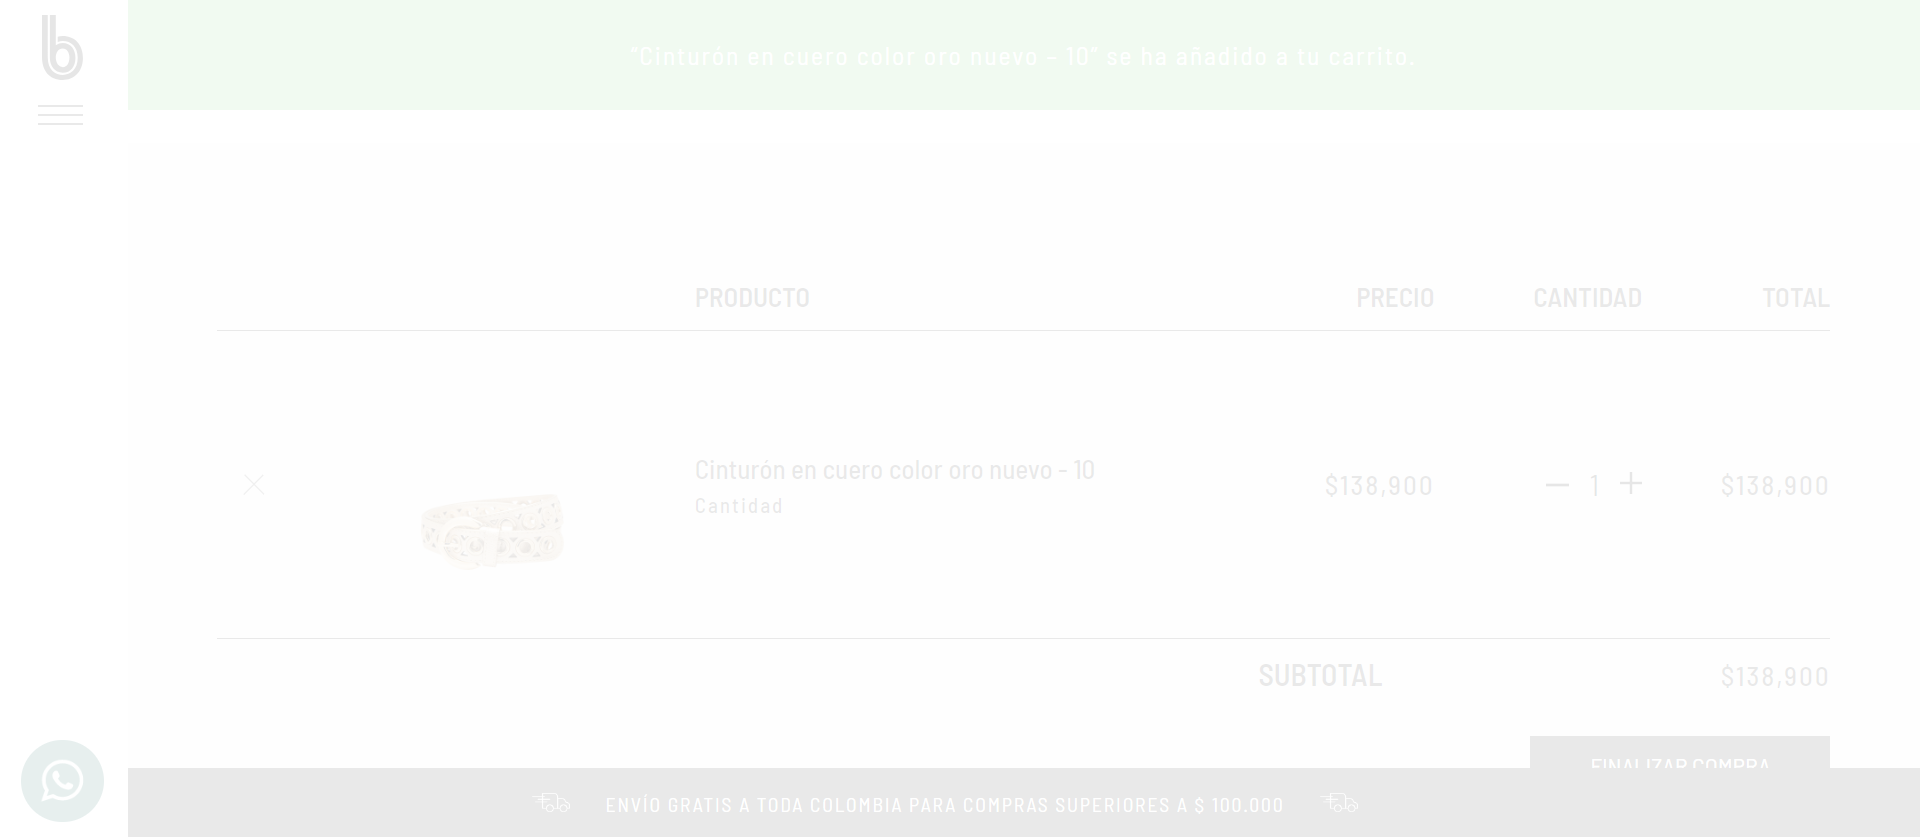 b
"Cinturón en cuero color oro nuevo - 10" se ha añadido a tu carrito.
PRODUCTO PRECIO CANTIDAD TOTAL
Cinturón en cuero color oro nuevo - 10
Cantidad
$138,900 1 $138,900
SUBTOTAL $138,900
FINALIZAR COMPRA
ENVÍO GRATIS A TODA COLOMBIA PARA COMPRAS SUPERIORES A $ 100.000